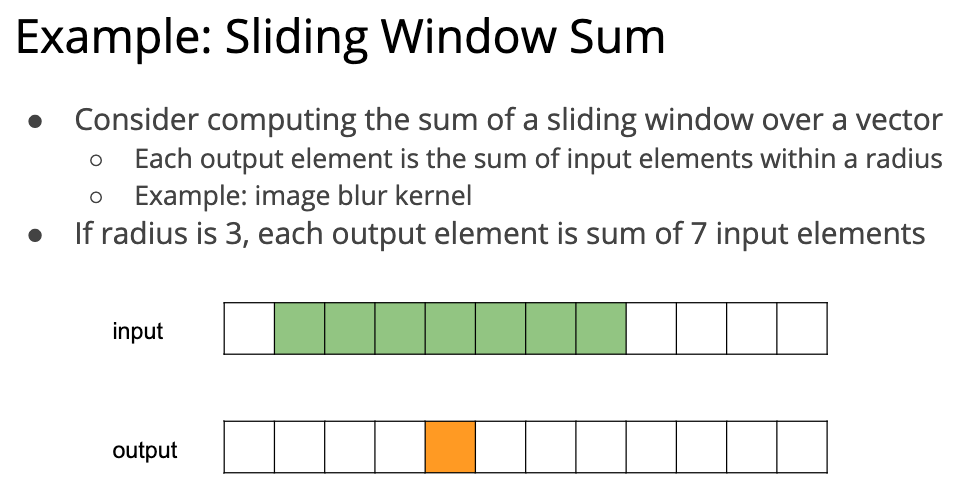 Example: Sliding Window Sum
● Consider computing the sum of a sliding window over a vector
○ Each output element is the sum of input elements within a radius
○ Example: image blur kernel
● If radius is 3, each output element is sum of 7 input elements
input
output